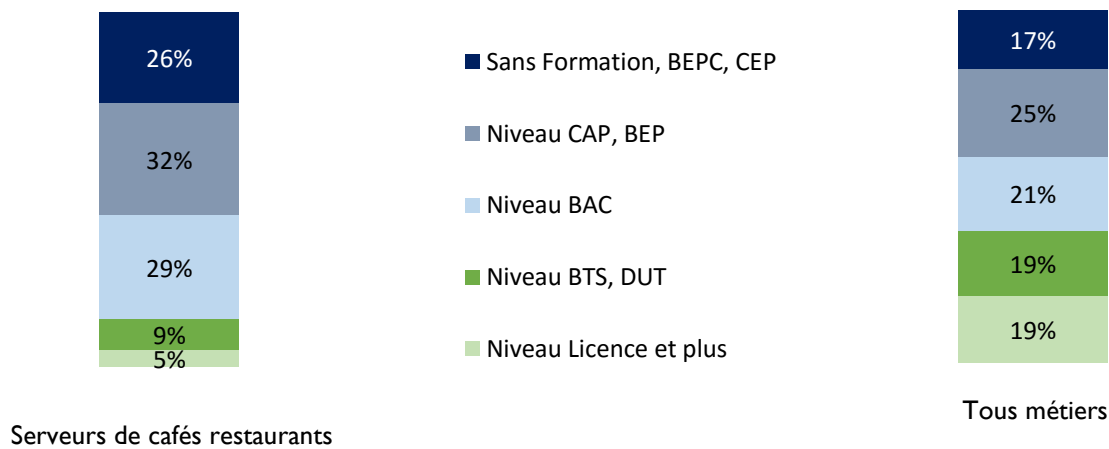 26%
32%
29%
9%
5%
Serveurs de cafés restaurants
Sans Formation, BEPC, CEP
Niveau CAP, BEP
Niveau BAC
Niveau BTS, DUT
Niveau Licence et plus
17%
25%
21%
19%
19%
Tous métiers